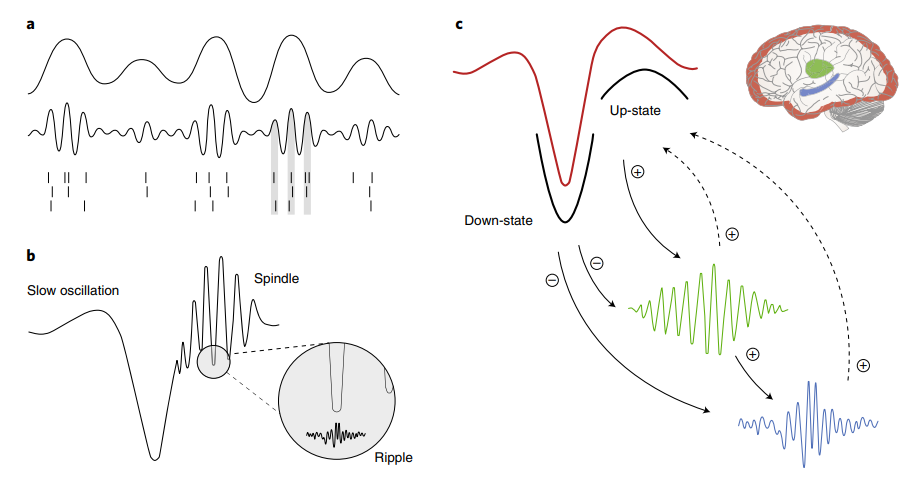 a
b
Slow oscillation
Spindle
Ripple
c
Up-state
Down-state
+
+
−
−
+
+